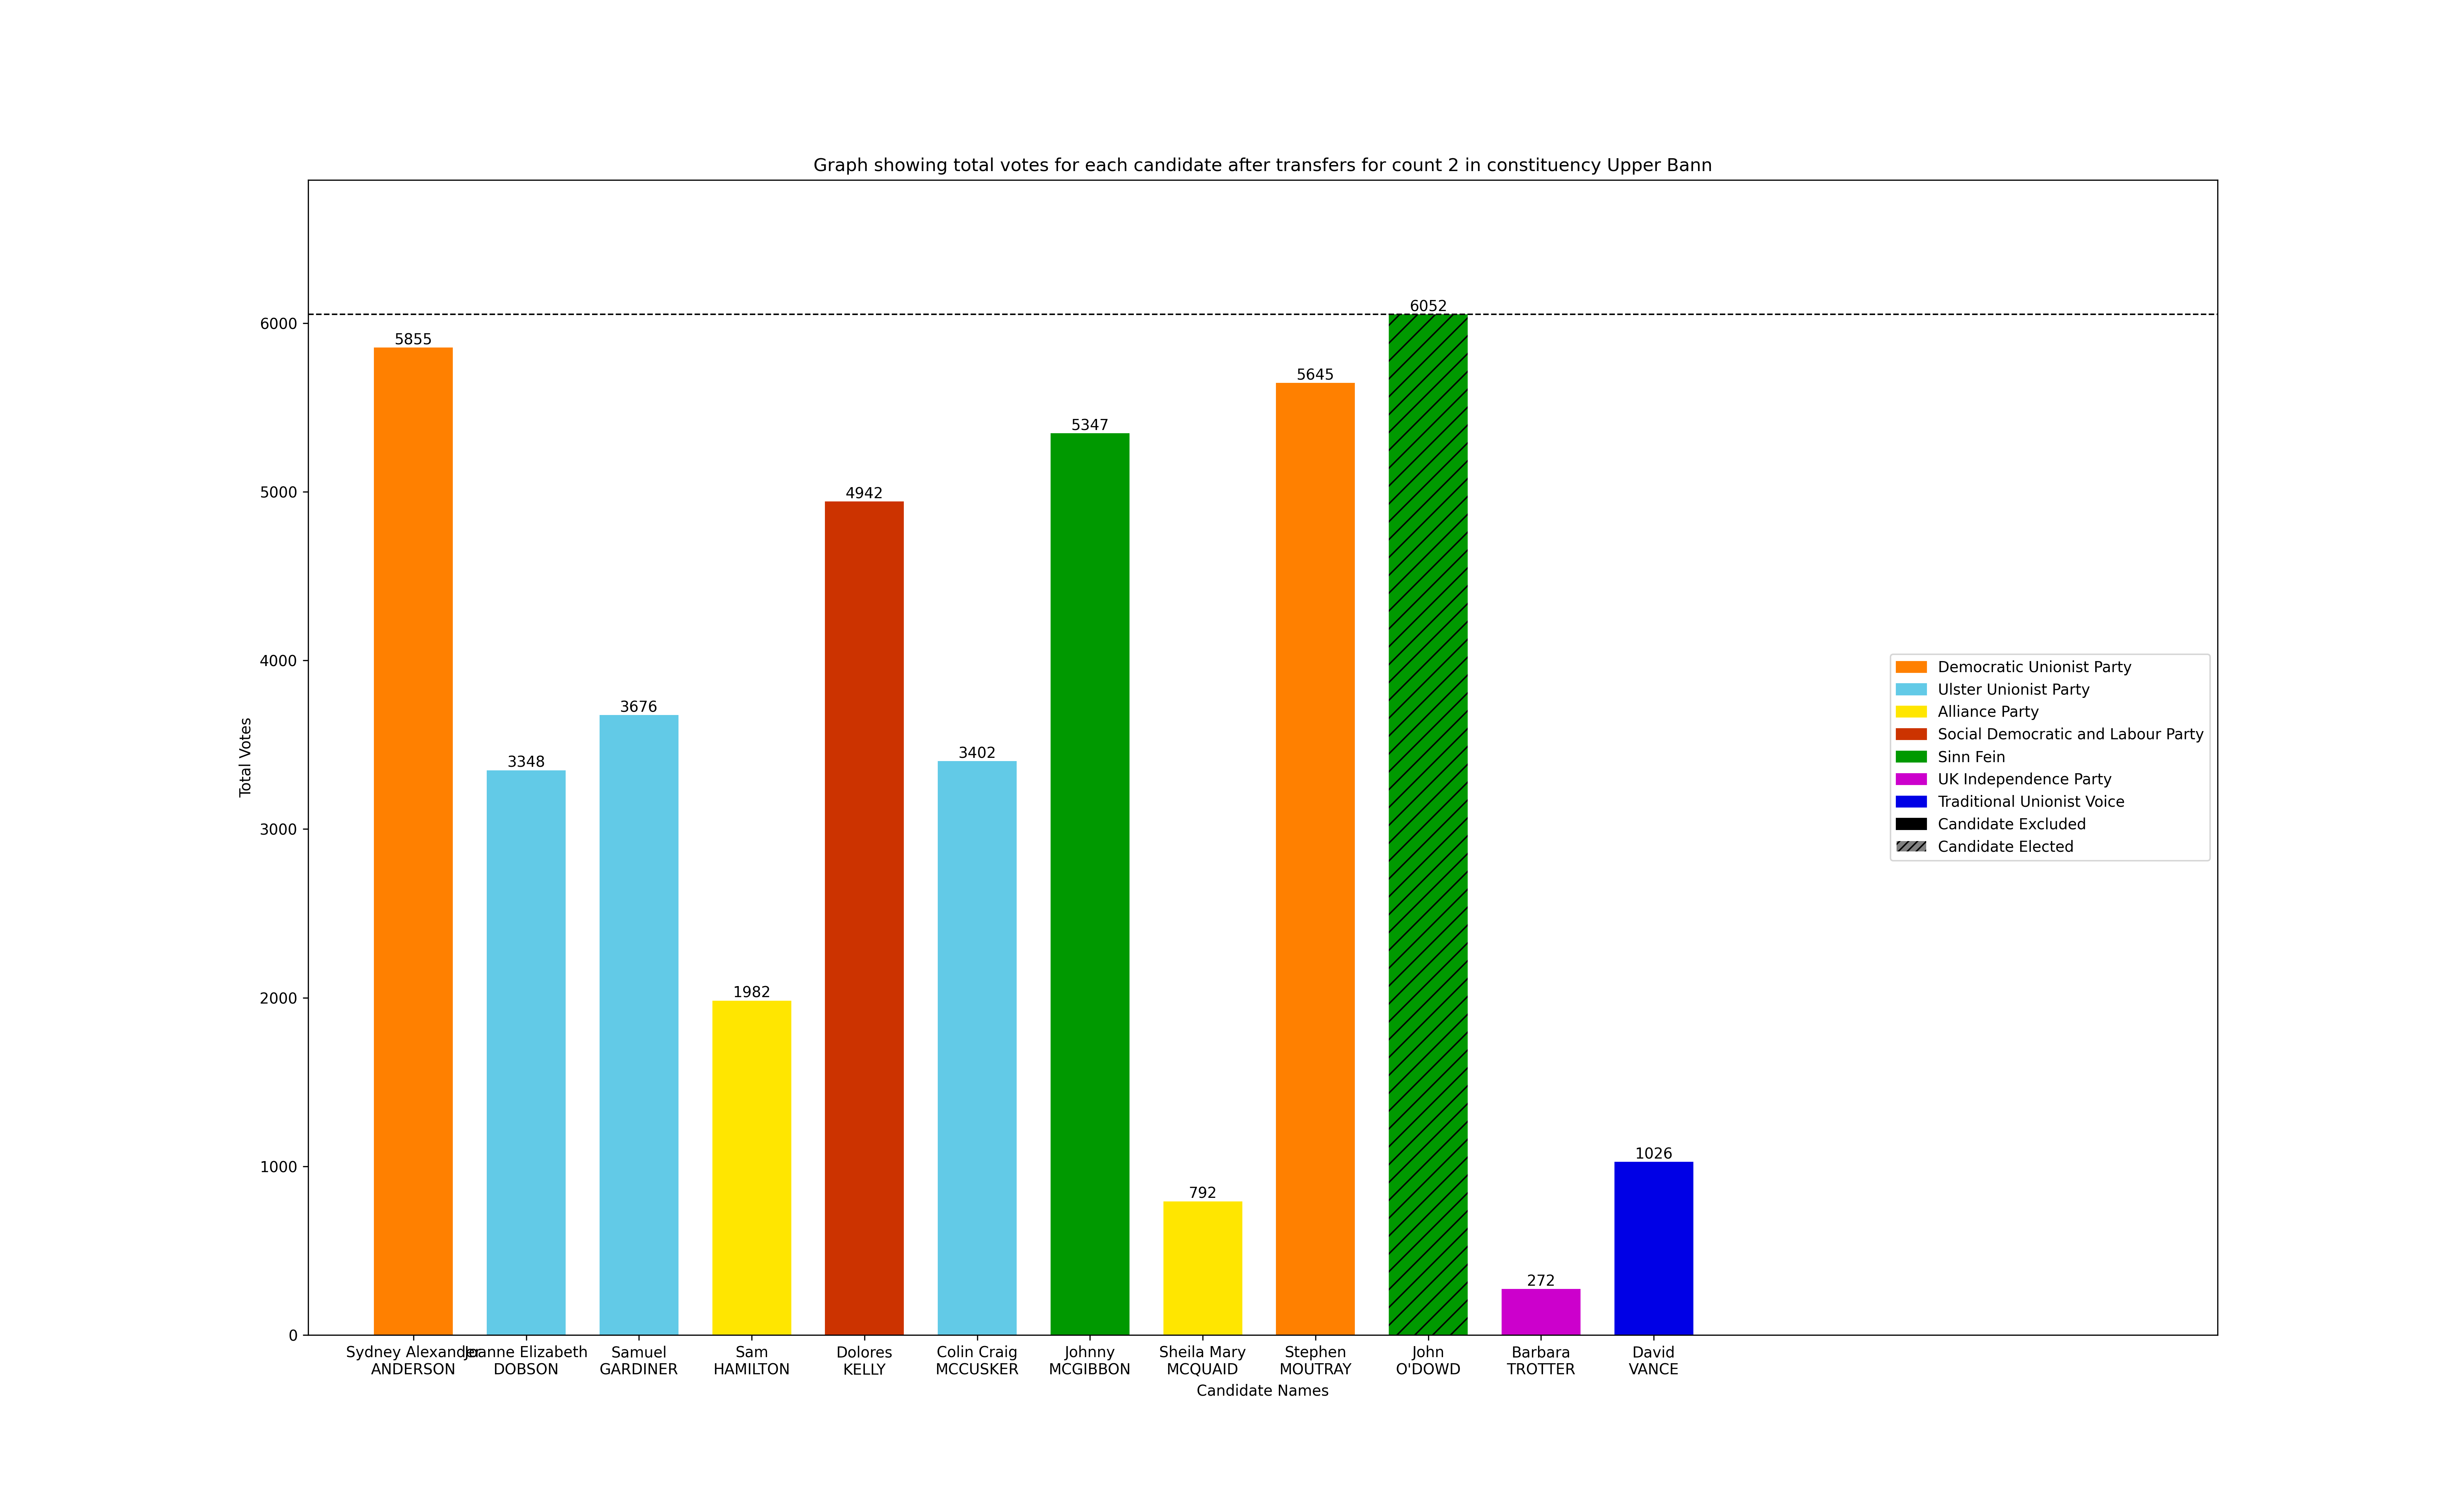 Graph showing total votes for each candidate after transfers for count 2 in constituency Upper Bann
6052
6000
5855
5645
5347
5000
4942
4000
3676
3402
3348
3000
2000
1982
1026
1000
792
272
0
Total Votes
Democratic Unionist Party
Ulster Unionist Party
Alliance Party
Social Democratic and Labour Party
Sinn Fein
UK Independence Party
Traditional Unionist Voice
Candidate Excluded
Candidate Elected
Sydney Alexander
ANDERSON
Joanne Elizabeth
DOBSON
Samuel
GARDINER
Sam
HAMILTON
Dolores
KELLY
Colin Craig
MCCUSKER
Johnny
MCGIBBON
Sheila Mary
MCQUAID
Stephen
MOUTRAY
John
O'DOWD
Barbara
TROTTER
David
VANCE
Candidate Names